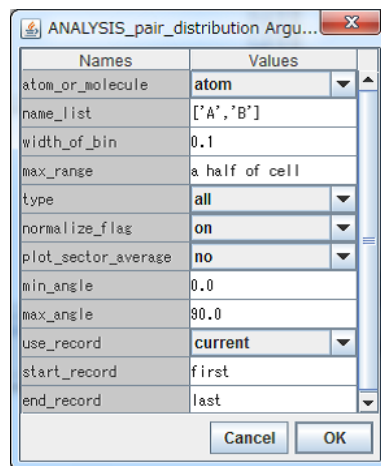 ANALYSIS_pair_distribution Argu...
Names Values
atom_or_molecule atom
name_list ['A','B']
width_of_bin 0.1
max_range a half of cell
type all
normalize_flag on
plot_sector_average no
min_angle 0.0
max_angle 90.0
use_record current
start_record first
end_record last
Cancel OK